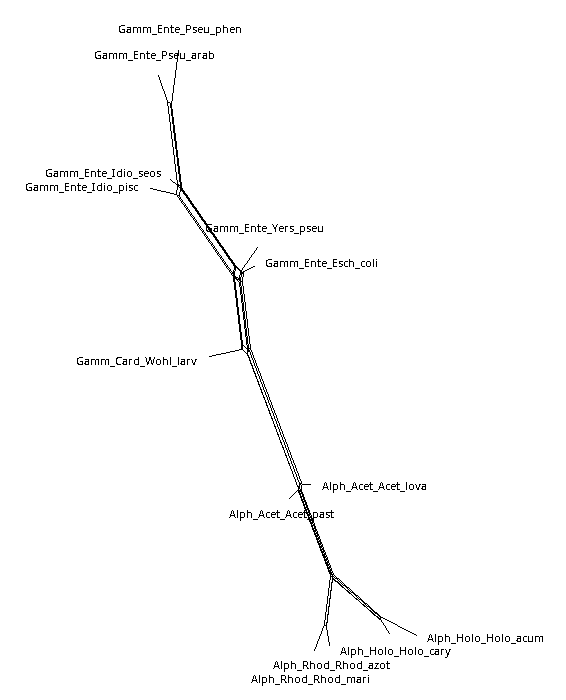 Gamm_Ente_Pseu_phen
Gamm_Ente_Pseu_arab
Gamm_Ente_Idio_seos
Gamm_Ente_Idio_pisc
Gamm_Ente_Yers_pseu
Gamm_Ente_Esch_coli
Gamm_Card_Wohl_larv
Alph_Acet_Acet_lova
Alph_Acet_Acet_past
Alph_Holo_Holo_acum
Alph_Holo_Holo_cary
Alph_Rhod_Rhod_azot
Alph_Rhod_Rhod_mari